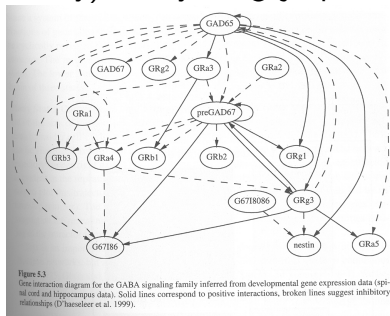 GAD65
GAD67
GRg2
GRa3
GRa2
GRa1
preGAD67
GRb3
GRa4
GRb1
GRb2
GRg1
G67I8086
GRg3
G67I86
nestin
GRa5
Figure 5.3
Gene interaction diagram for the GABA signaling family inferred from developmental gene expression data (spi-
nal cord and hippocampus data). Solid lines correspond to positive interactions, broken lines suggest inhibitory
relationships (D'haeseleer et al. 1999).